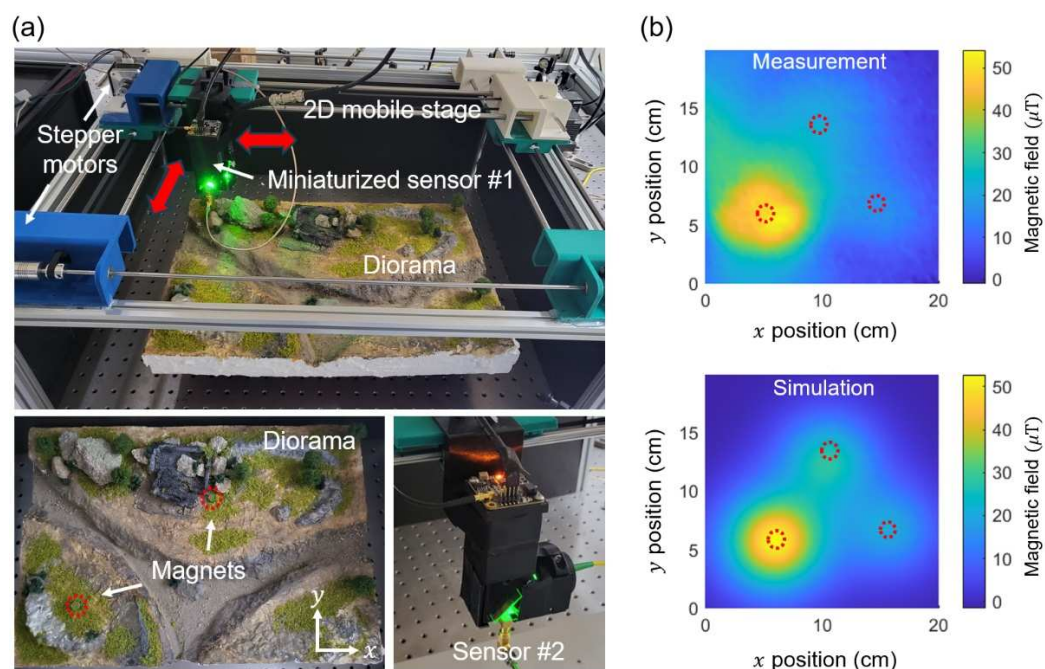 (a)
Stepper
motors
2D mobile stage
Miniaturized sensor #1
Diorama
Diorama
Magnets
y
x
Sensor #2
(b)
Measurement
15
10
5
0
0
10
20
y position (cm)
x position (cm)
50
40
30
20
10
0
Magnetic field (μT)
Simulation
15
10
5
0
0
10
20
y position (cm)
x position (cm)
50
40
30
20
10
0
Magnetic field (μT)